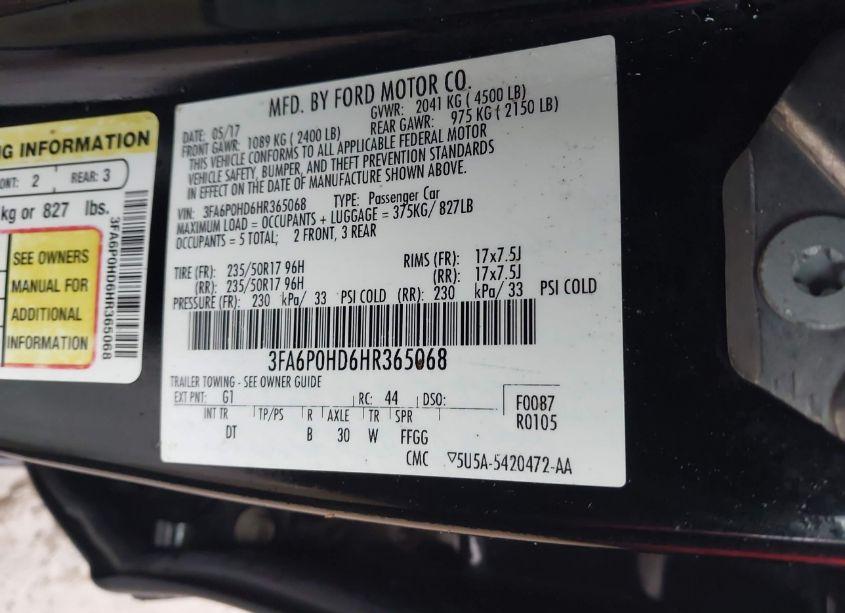 NG INFORMATION
ONT: 2 REAR: 3
kg or 827 lbs.
SEE OWNERS
MANUAL FOR
ADDITIONAL
INFORMATION
3FA6P0HD6HR365068
MFD. BY FORD MOTOR CO.
DATE: 05/17 GVWR: 2041 KG ( 4500 LB)
FRONT GAWR: 1089 KG ( 2400 LB) REAR GAWR: 975 KG ( 2150 LB)
THIS VEHICLE CONFORMS TO ALL APPLICABLE FEDERAL MOTOR
VEHICLE SAFETY, BUMPER, AND THEFT PREVENTION STANDARDS
IN EFFECT ON THE DATE OF MANUFACTURE SHOWN ABOVE.
VIN: 3FA6P0HD6HR365068 TYPE: Passenger Car
MAXIMUM LOAD = OCCUPANTS + LUGGAGE = 375KG/ 827LB
OCCUPANTS = 5 TOTAL; 2 FRONT, 3 REAR
TIRE (FR): 235/50R17 96H RIMS (FR): 17x7.5J
(RR): 235/50R17 96H (RR): 17x7.5J
PRESSURE (FR): 230 kPa/ 33 PSI COLD (RR): 230 kPa/ 33 PSI COLD
3FA6P0HD6HR365068
TRAILER TOWING - SEE OWNER GUIDE
EXT PNT: G1 RC: 44 DSO: F0087
INT TR TP/PS R AXLE TR SPR R0105
DT B 30 W FFGG
CMC ▽5U5A-5420472-AA